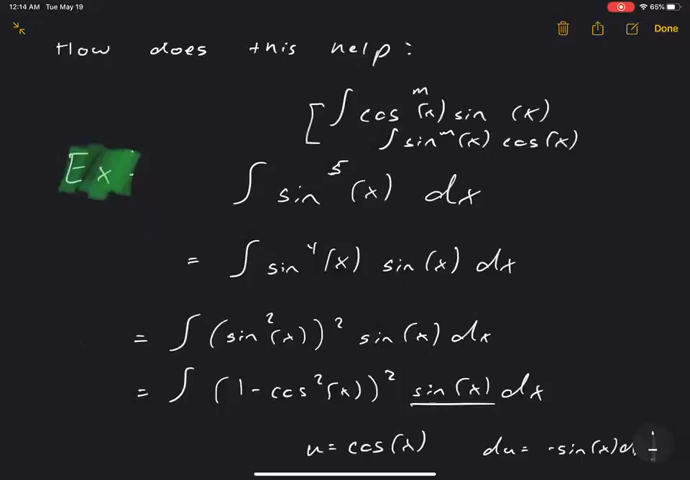 12:14 AM Tue May 19
65%
Done
How does this help:
[∫ cos^m(x) sin (x)
∫ sin^m(x) cos(x)
Ex:
∫ sin^5(x) dx
= ∫ sin^4(x) sin(x) dx
= ∫ (sin^2(x))^2 sin(x) dx
= ∫ (1 - cos^2(x))^2 sin(x) dx
u = cos(x) du = -sin(x)d